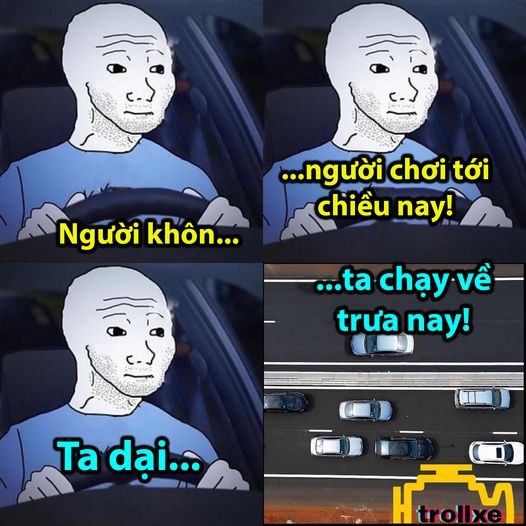 Người khôn...
...người chơi tới
chiều nay!
Ta dại...
...ta chạy về
trưa nay!
trollxe